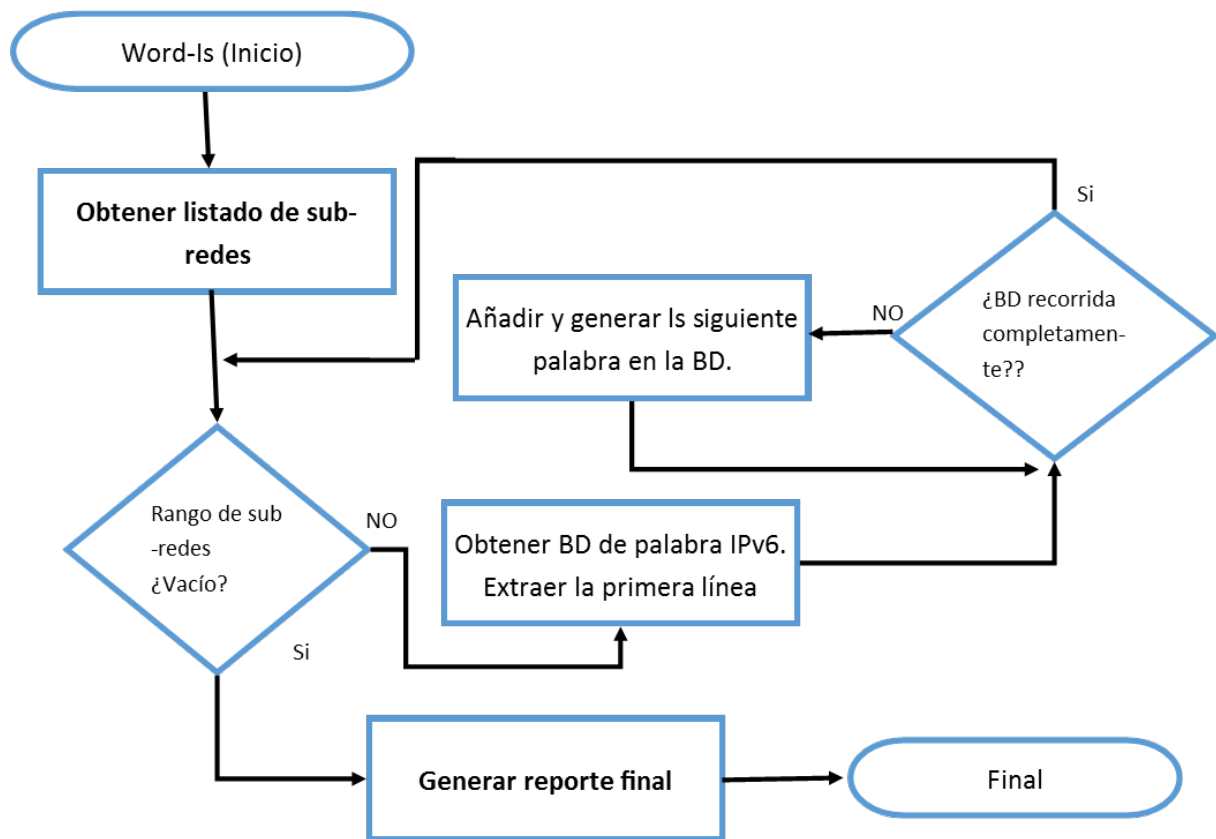 Word-Is (Inicio)
Obtener listado de sub-
redes
Si
¿BD recorrida
completamen-
te??
NO
Añadir y generar ls siguiente
palabra en la BD.
Rango de sub
-redes
¿Vacío?
NO
Obtener BD de palabra IPv6.
Extraer la primera línea
Si
Generar reporte final
Final